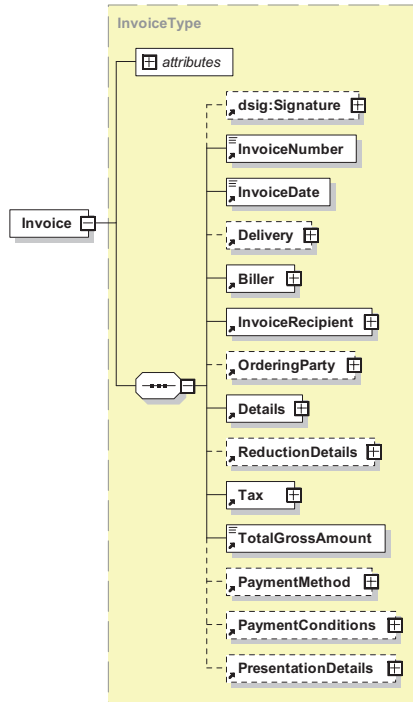 InvoiceType
attributes
dsig:Signature
InvoiceNumber
InvoiceDate
Invoice
Delivery
Biller
InvoiceRecipient
OrderingParty
Details
ReductionDetails
Tax
TotalGrossAmount
PaymentMethod
PaymentConditions
PresentationDetails